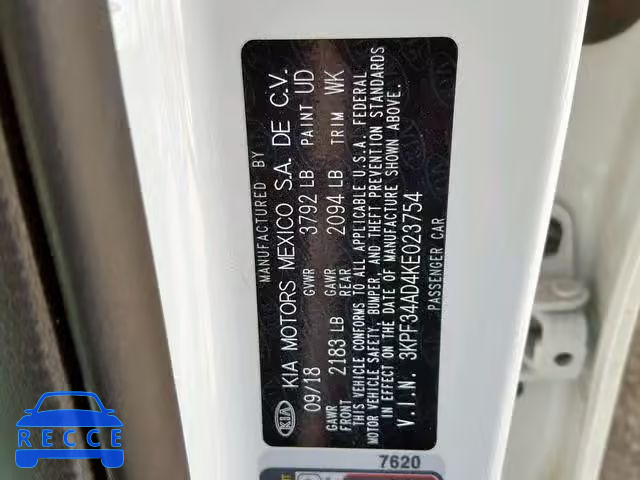 MANUFACTURED BY
KIA KIA MOTORS MEXICO S.A. DE C.V.
09/18 GVWR 3792 LB PAINT UD
GAWR FRONT 2183 LB GAWR REAR 2094 LB TRIM WK
THIS VEHICLE CONFORMS TO ALL APPLICABLE U.S.A. FEDERAL
MOTOR VEHICLE SAFETY, BUMPER, AND THEFT PREVENTION STANDARDS
IN EFFECT ON THE DATE OF MANUFACTURE SHOWN ABOVE.
V.I.N. 3KPF34AD4KE023754
PASSENGER CAR
7620
RECCE